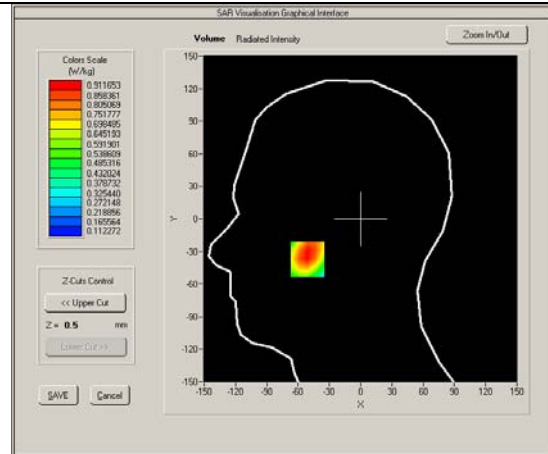 SAR Visualisation Graphical Interface
Volume Radiated Intensity
Zoom In/Out
Colors Scale
(W/kg)
0.911653
0.858361
0.805069
0.751777
0.698485
0.645193
0.591901
0.538609
0.485316
0.432024
0.378732
0.325440
0.272148
0.218856
0.165564
0.112272
Z-Cuts Control
<< Upper Cut
Z = 0.5 mm
Lower Cut >>
SAVE Cancel
150
120
90
60
30
0
-30
-60
-90
-120
-150
Y
-150 -120 -90 -60 -30 0 30 60 90 120 150
X